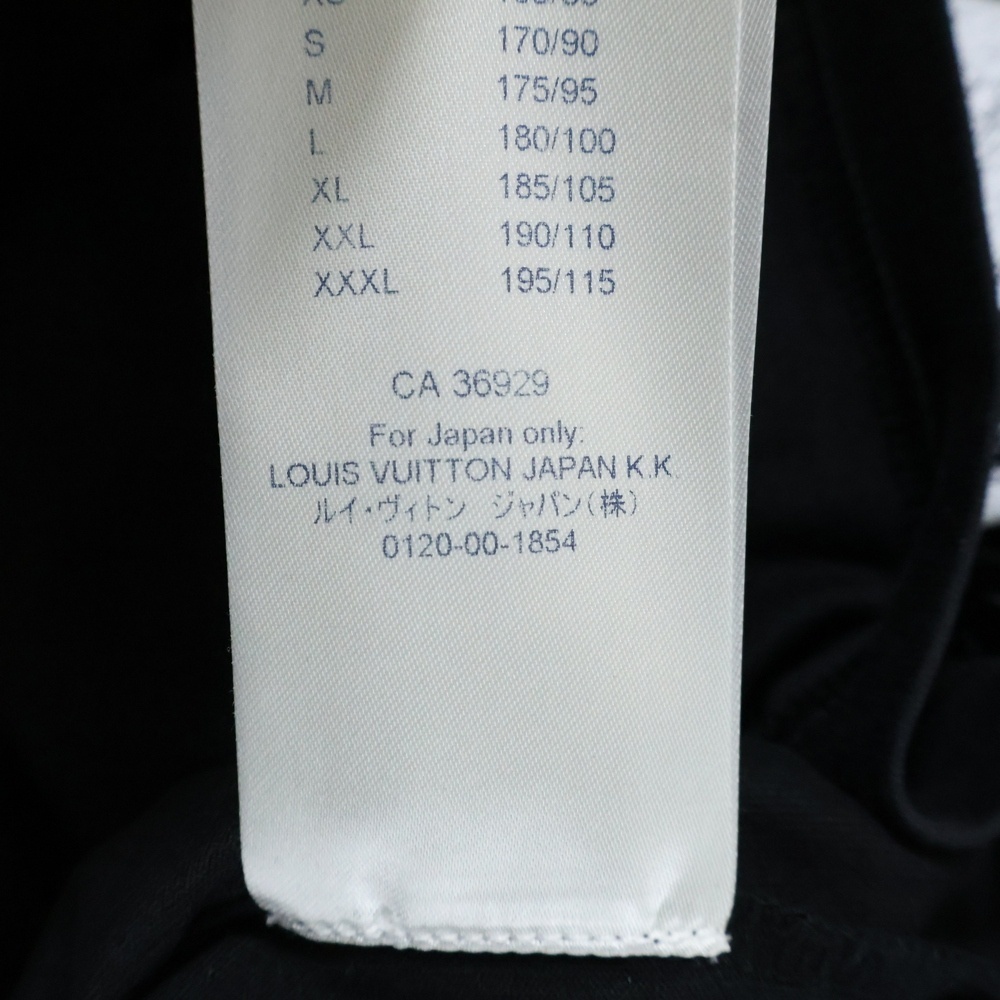 S 170/90
M 175/95
L 180/100
XL 185/105
XXL 190/110
XXXL 195/115
CA 36929
For Japan only:
LOUIS VUITTON JAPAN K.K.
ルイ・ヴィトン ジャパン(株)
0120-00-1854